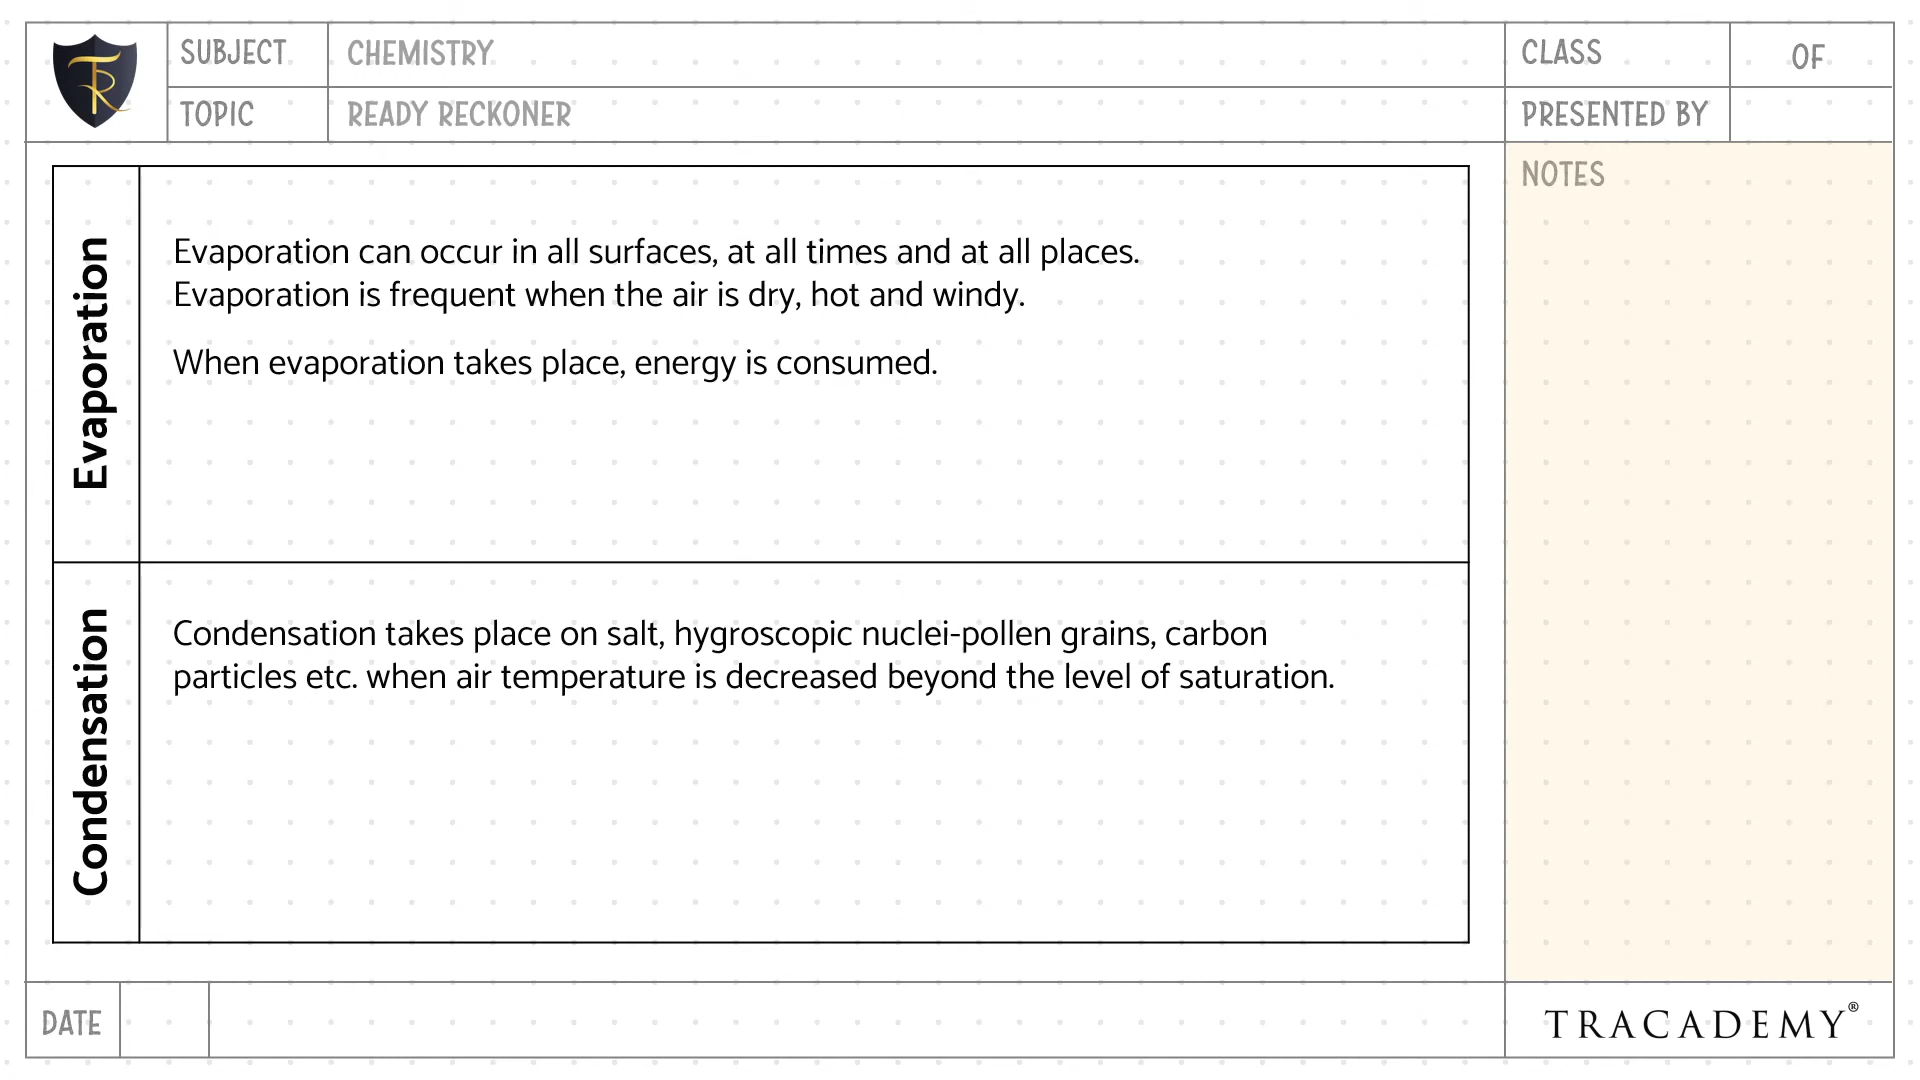 SUBJECT
CHEMISTRY
CLASS
OF
TOPIC
READY RECKONER
PRESENTED BY
NOTES
Evaporation
Evaporation can occur in all surfaces, at all times and at all places.
Evaporation is frequent when the air is dry, hot and windy.
When evaporation takes place, energy is consumed.
Condensation
Condensation takes place on salt, hygroscopic nuclei-pollen grains, carbon
particles etc. when air temperature is decreased beyond the level of saturation.
DATE
TRACADEMY®